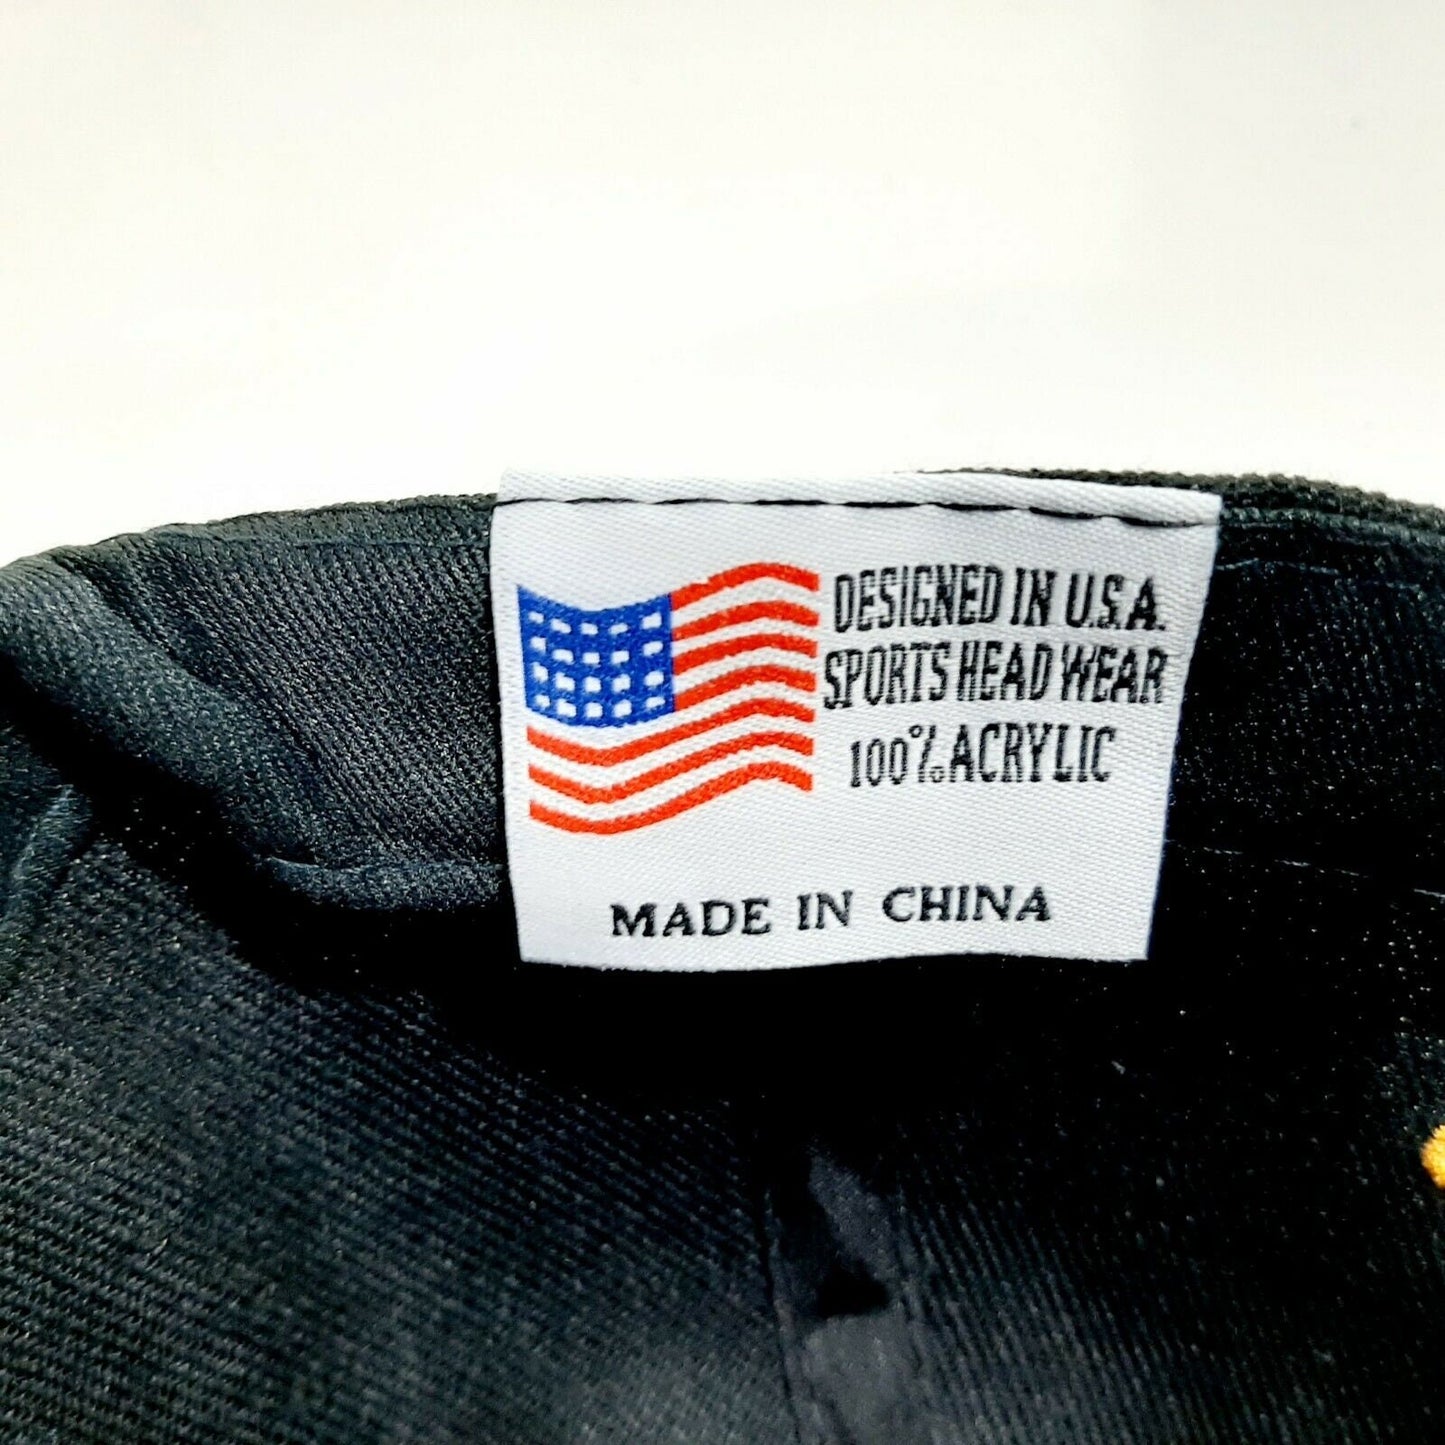 DESIGNED IN U.S.A.
SPORTS HEAD WEAR
100% ACRYLIC
MADE IN CHINA